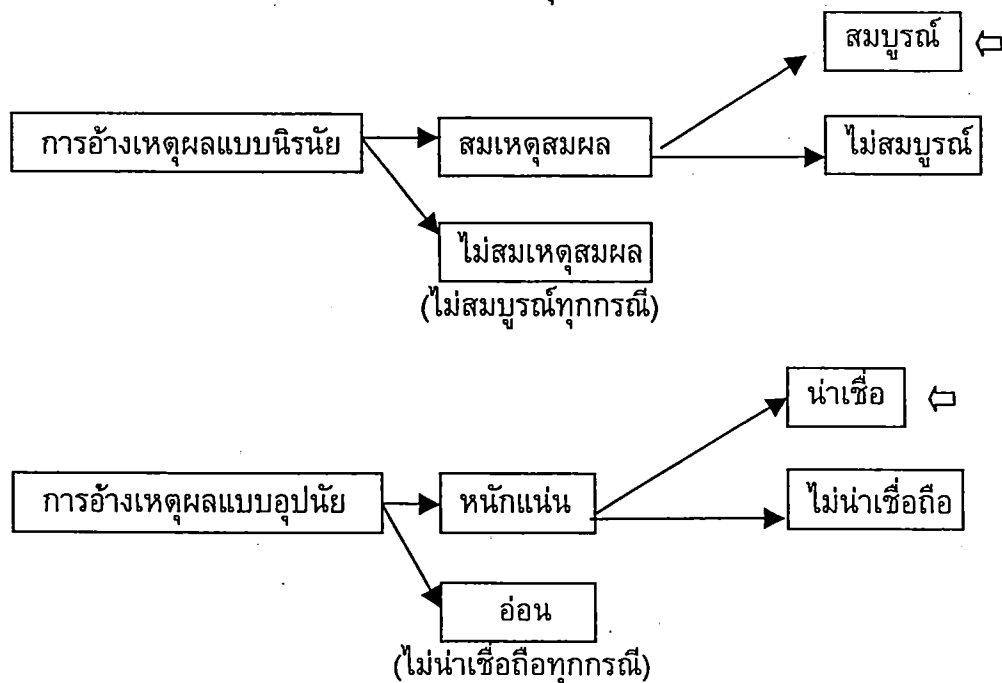 สมบูรณ์
การอ้างเหตุผลแบบนิรนัย
สมเหตุสมผล
ไม่สมบูรณ์
ไม่สมเหตุสมผล
(ไม่สมบูรณ์ทุกกรณี)
น่าเชื่อ
การอ้างเหตุผลแบบอุปนัย
หนักแน่น
ไม่น่าเชื่อถือ
อ่อน
(ไม่น่าเชื่อถือทุกกรณี)